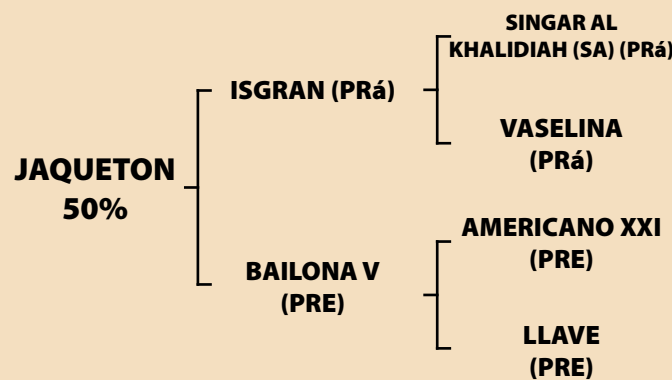 JAQUETON
50%
ISGRAN (PRá)
BAILONA V
(PRE)
SINGAR AL
KHALIDIAH (SA) (PRá)
VASELINA
(PRá)
AMERICANO XXI
(PRE)
LLAVE
(PRE)